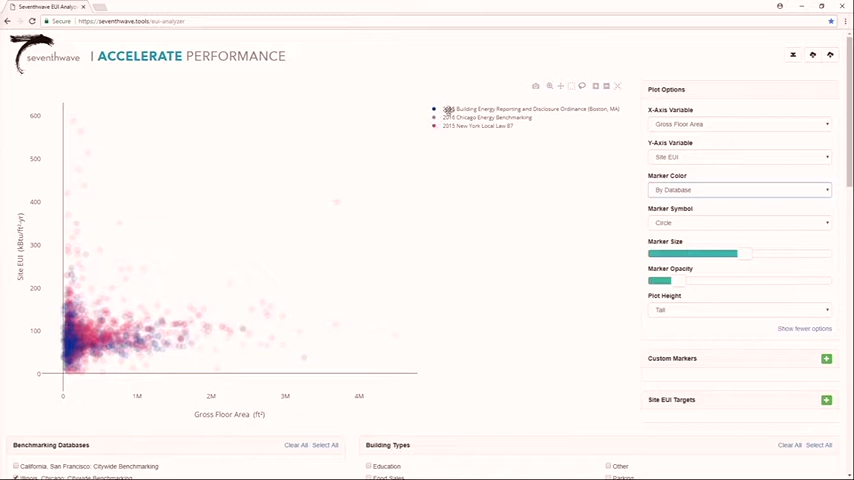 Seventhwave EUI Analyz
Secure | https://seventhwave.tools/eui-analyzer
seventhwave | ACCELERATE PERFORMANCE
Building Energy Reporting and Disclosure Ordinance (Boston, MA)
2016 Chicago Energy Benchmarking
2015 New York Local Law 87
600
500
400
300
200
100
0
Site EUI (kBtu/ft²-yr)
0 1M 2M 3M 4M
Gross Floor Area (ft²)
Plot Options
X-Axis Variable
Gross Floor Area
Y-Axis Variable
Site EUI
Marker Color
By Database
Marker Symbol
Circle
Marker Size
Marker Opacity
Plot Height
Tall
Show fewer options
Custom Markers
Site EUI Targets
Benchmarking Databases Clear All Select All
California, San Francisco: Citywide Benchmarking
Illinois, Chicago: Citywide Benchmarking
Building Types Clear All Select All
Education Other
Food Sales Parking